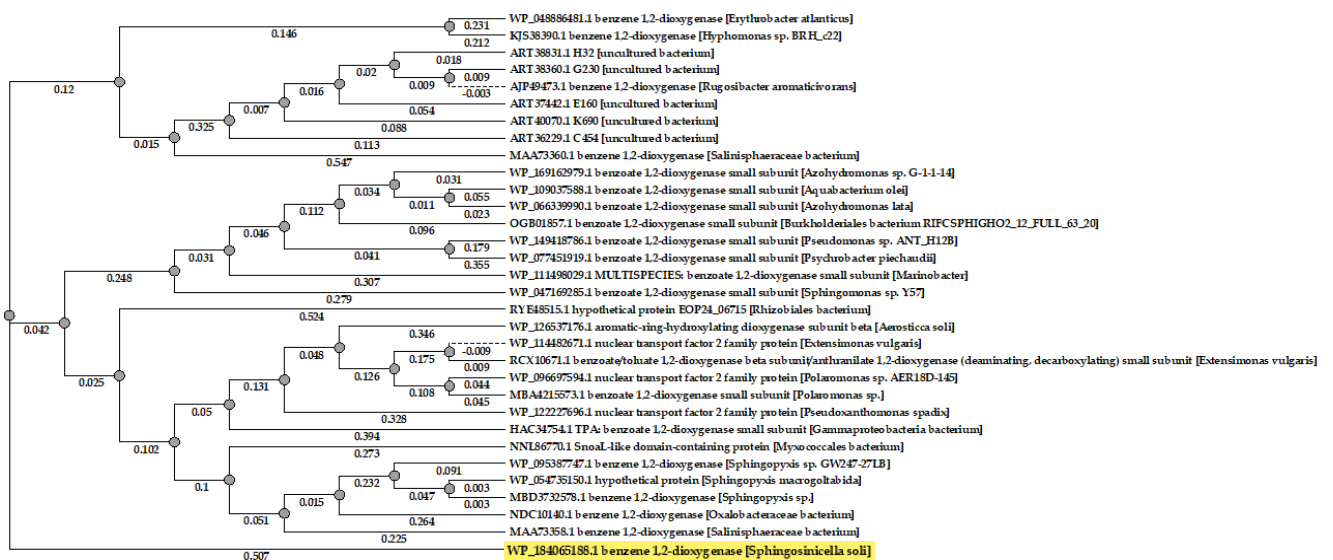 WP_048886481.1 benzene 1,2-dioxygenase [Erythrobacter atlanticus]
0.231
0.146
KJS38390.1 benzene 1,2-dioxygenase [Hyphomonas sp. BRH_c22]
0.212
ART38831.1 H32 [uncultured bacterium]
0.018
0.02
ART38360.1 G230 [uncultured bacterium]
0.009
0.12
0.016
0.009
AJP49473.1 benzene 1,2-dioxygenase [Rugosibacter aromaticivorans]
-0.003
0.007
ART37442.1 E160 [uncultured bacterium]
0.054
0.325
ART40070.1 K690 [uncultured bacterium]
0.088
0.015
ART36229.1 C454 [uncultured bacterium]
0.113
MAA73360.1 benzene 1,2-dioxygenase [Salinisphaeraceae bacterium]
0.547
WP_169162979.1 benzoate 1,2-dioxygenase small subunit [Azohydromonas sp. G-1-1-14]
0.031
0.034
WP_109037588.1 benzoate 1,2-dioxygenase small subunit [Aquabacterium olei]
0.055
0.112
0.011
WP_066339990.1 benzoate 1,2-dioxygenase small subunit [Azohydromonas lata]
0.023
0.046
OGB01857.1 benzoate 1,2-dioxygenase small subunit [Burkholderiales bacterium RIFCSPHIGHO2_12_FULL_63_20]
0.096
WP_149418786.1 benzoate 1,2-dioxygenase small subunit [Pseudomonas sp. ANT_H12B]
0.179
0.031
0.041
WP_077451919.1 benzoate 1,2-dioxygenase small subunit [Psychrobacter piechaudii]
0.355
0.248
WP_111498029.1 MULTISPECIES: benzoate 1,2-dioxygenase small subunit [Marinobacter]
0.307
WP_047169285.1 benzoate 1,2-dioxygenase small subunit [Sphingomonas sp. Y57]
0.279
RYE48515.1 hypothetical protein EOP24_06715 [Rhizobiales bacterium]
0.524
0.042
WP_126537176.1 aromatic-ring-hydroxylating dioxygenase subunit beta [Aerosticca soli]
0.346
0.048
WP_114482671.1 nuclear transport factor 2 family protein [Extensimonas vulgaris]
-0.009
0.175
RCX10671.1 benzoate/toluate 1,2-dioxygenase beta subunit/anthranilate 1,2-dioxygenase (deaminating, decarboxylating) small subunit [Extensimonas vulgaris]
0.009
0.025
0.131
0.126
WP_096697594.1 nuclear transport factor 2 family protein [Polaromonas sp. AER18D-145]
0.044
0.108
MBA4215573.1 benzoate 1,2-dioxygenase small subunit [Polaromonas sp.]
0.045
0.05
WP_122227696.1 nuclear transport factor 2 family protein [Pseudoxanthomonas spadix]
0.328
HAC34754.1 TPA: benzoate 1,2-dioxygenase small subunit [Gammaproteobacteria bacterium]
0.394
0.102
NNL86770.1 SnoaL-like domain-containing protein [Myxococcales bacterium]
0.273
WP_095387747.1 benzene 1,2-dioxygenase [Sphingopyxis sp. GW247-27LB]
0.091
0.232
WP_054735150.1 hypothetical protein [Sphingopyxis macrogoltabida]
0.003
0.1
0.015
0.047
MBD3732578.1 benzene 1,2-dioxygenase [Sphingopyxis sp.]
0.003
0.051
NDC10140.1 benzene 1,2-dioxygenase [Oxalobacteraceae bacterium]
0.264
MAA73358.1 benzene 1,2-dioxygenase [Salinisphaeraceae bacterium]
0.225
WP_184065188.1 benzene 1,2-dioxygenase [Sphingosinicella soli]
0.507